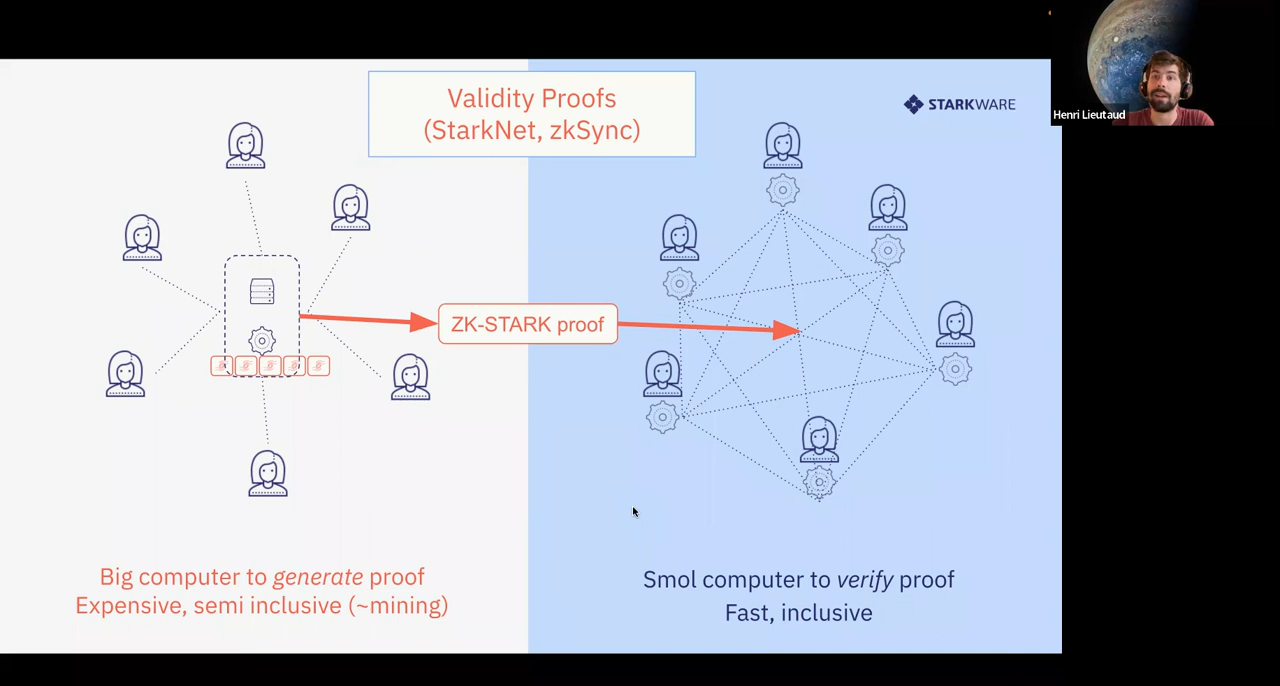 Validity Proofs
(StarkNet, zkSync)
STARKWARE
Henri Lieutaud
ZK-STARK proof
Big computer to generate proof
Expensive, semi inclusive (~mining)
Smol computer to verify proof
Fast, inclusive